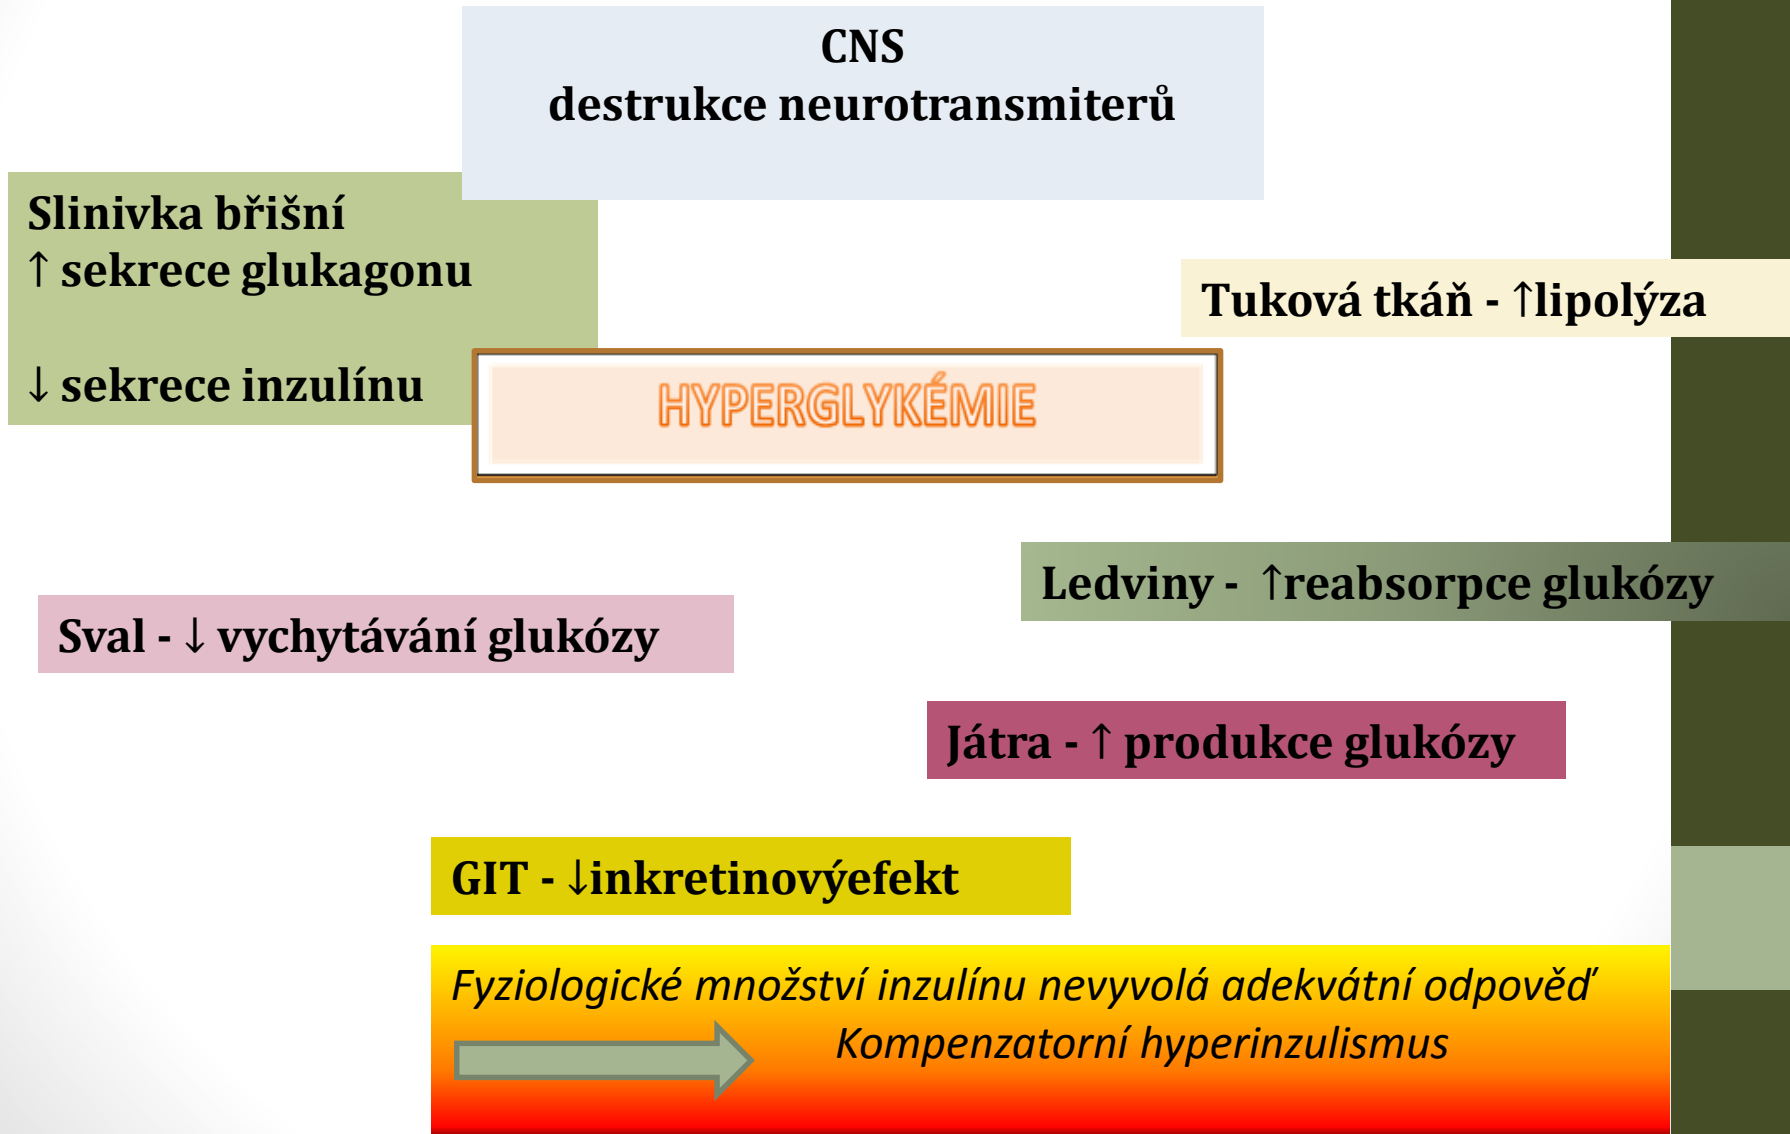 CNS
destrukce neurotransmiterů
Slinivka břišní
↑ sekrece glukagonu
↓ sekrece inzulínu
Tuková tkáň - ↑lipolýza
HYPERGLYKÉMIE
Ledviny - ↑reabsorpce glukózy
Sval - ↓ vychytávání glukózy
Játra - ↑ produkce glukózy
GIT - ↓inkretinovýefekt
Fyziologické množství inzulínu nevyvolá adekvátní odpověď
Kompenzatorní hyperinzulismus